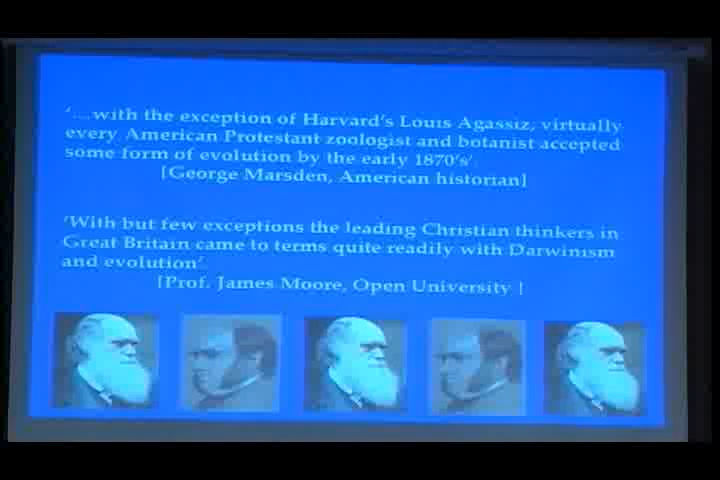 ‘....with the exception of Harvard's Louis Agassiz, virtually
every American Protestant zoologist and botanist accepted
some form of evolution by the early 1870's’
[George Marsden, American historian]
‘With but few exceptions the leading Christian thinkers in
Great Britain came to terms quite readily with Darwinism
and evolution’.
[Prof. James Moore, Open University ]